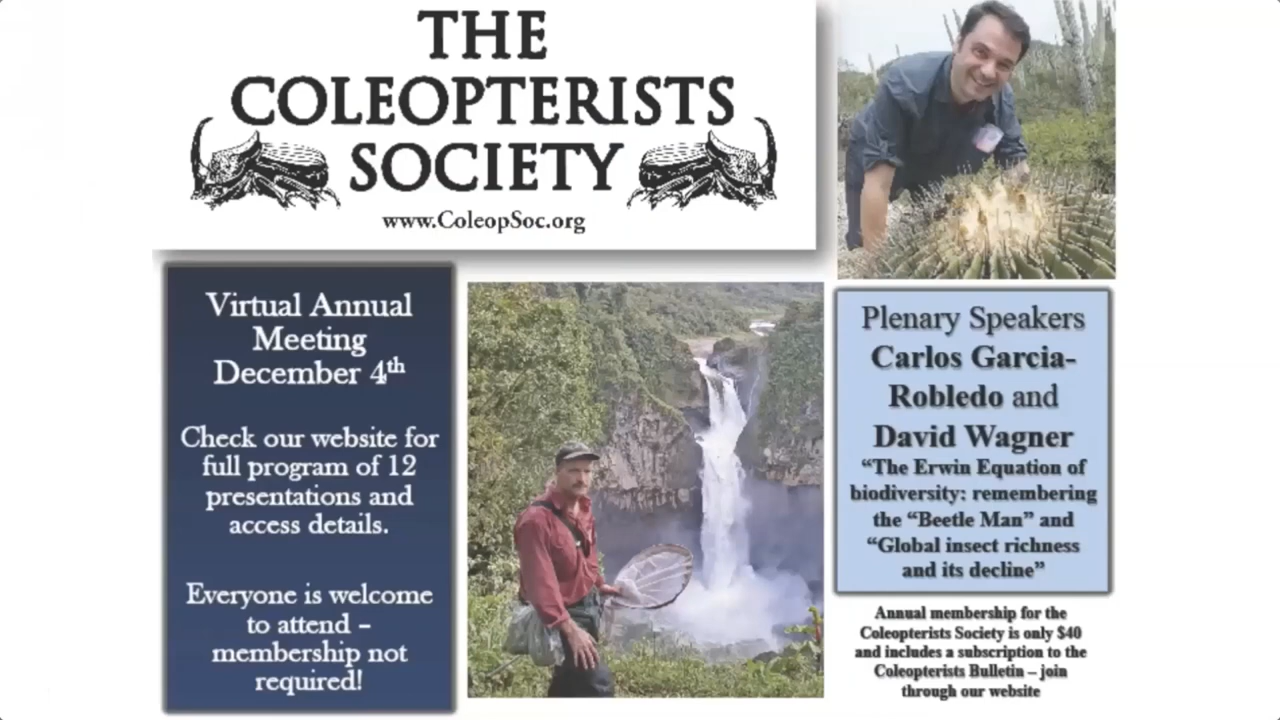 THE
COLEOPTERISTS
SOCIETY
www.ColeopSoc.org
Virtual Annual
Meeting
December 4th
Check our website for
full program of 12
presentations and
access details.
Everyone is welcome
to attend –
membership not
required!
Plenary Speakers
Carlos Garcia-
Robledo and
David Wagner
“The Erwin Equation of
biodiversity: remembering
the “Beetle Man” and
“Global insect richness
and its decline”
Annual membership for the
Coleopterists Society is only $40
and includes a subscription to the
Coleopterists Bulletin – join
through our website